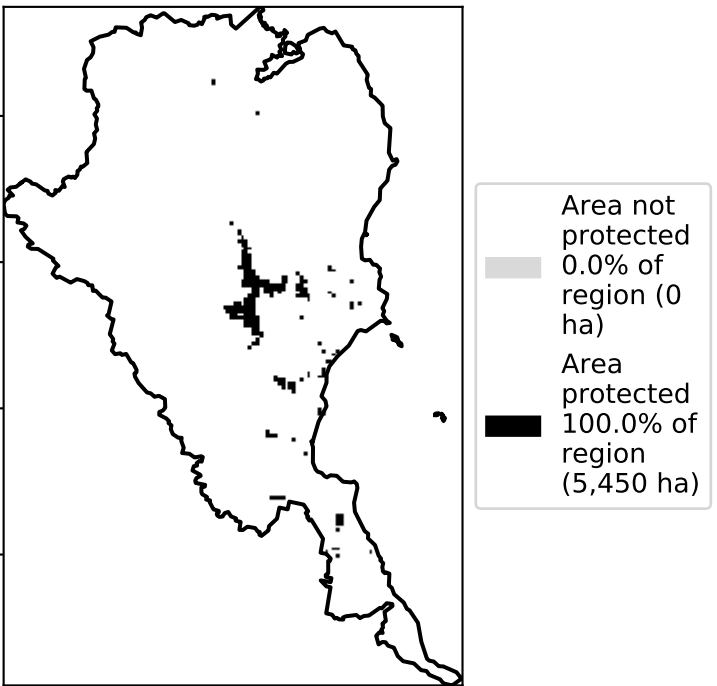 Area not
protected
0.0% of
region (0
ha)
Area
protected
100.0% of
region
(5,450 ha)